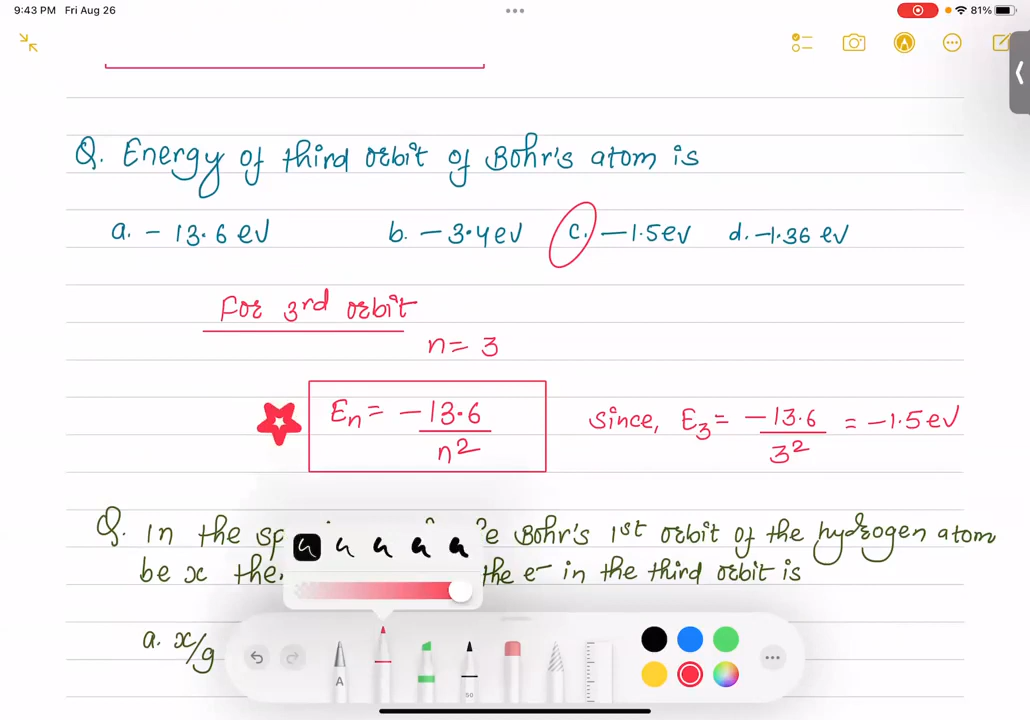 9:43 PM Fri Aug 26
81%
Q. Energy of third orbit of Bohr's atom is
a. - 13.6 eV b. - 3.4 eV c. - 1.5 eV d. -1.36 eV
For 3rd orbit
n = 3
En = -13.6/n² since, E3 = -13.6/3² = -1.5 eV
Q. In the Bohr's 1st orbit of the hydrogen atom
be x the e- in the third orbit is
a. x/9
A
50